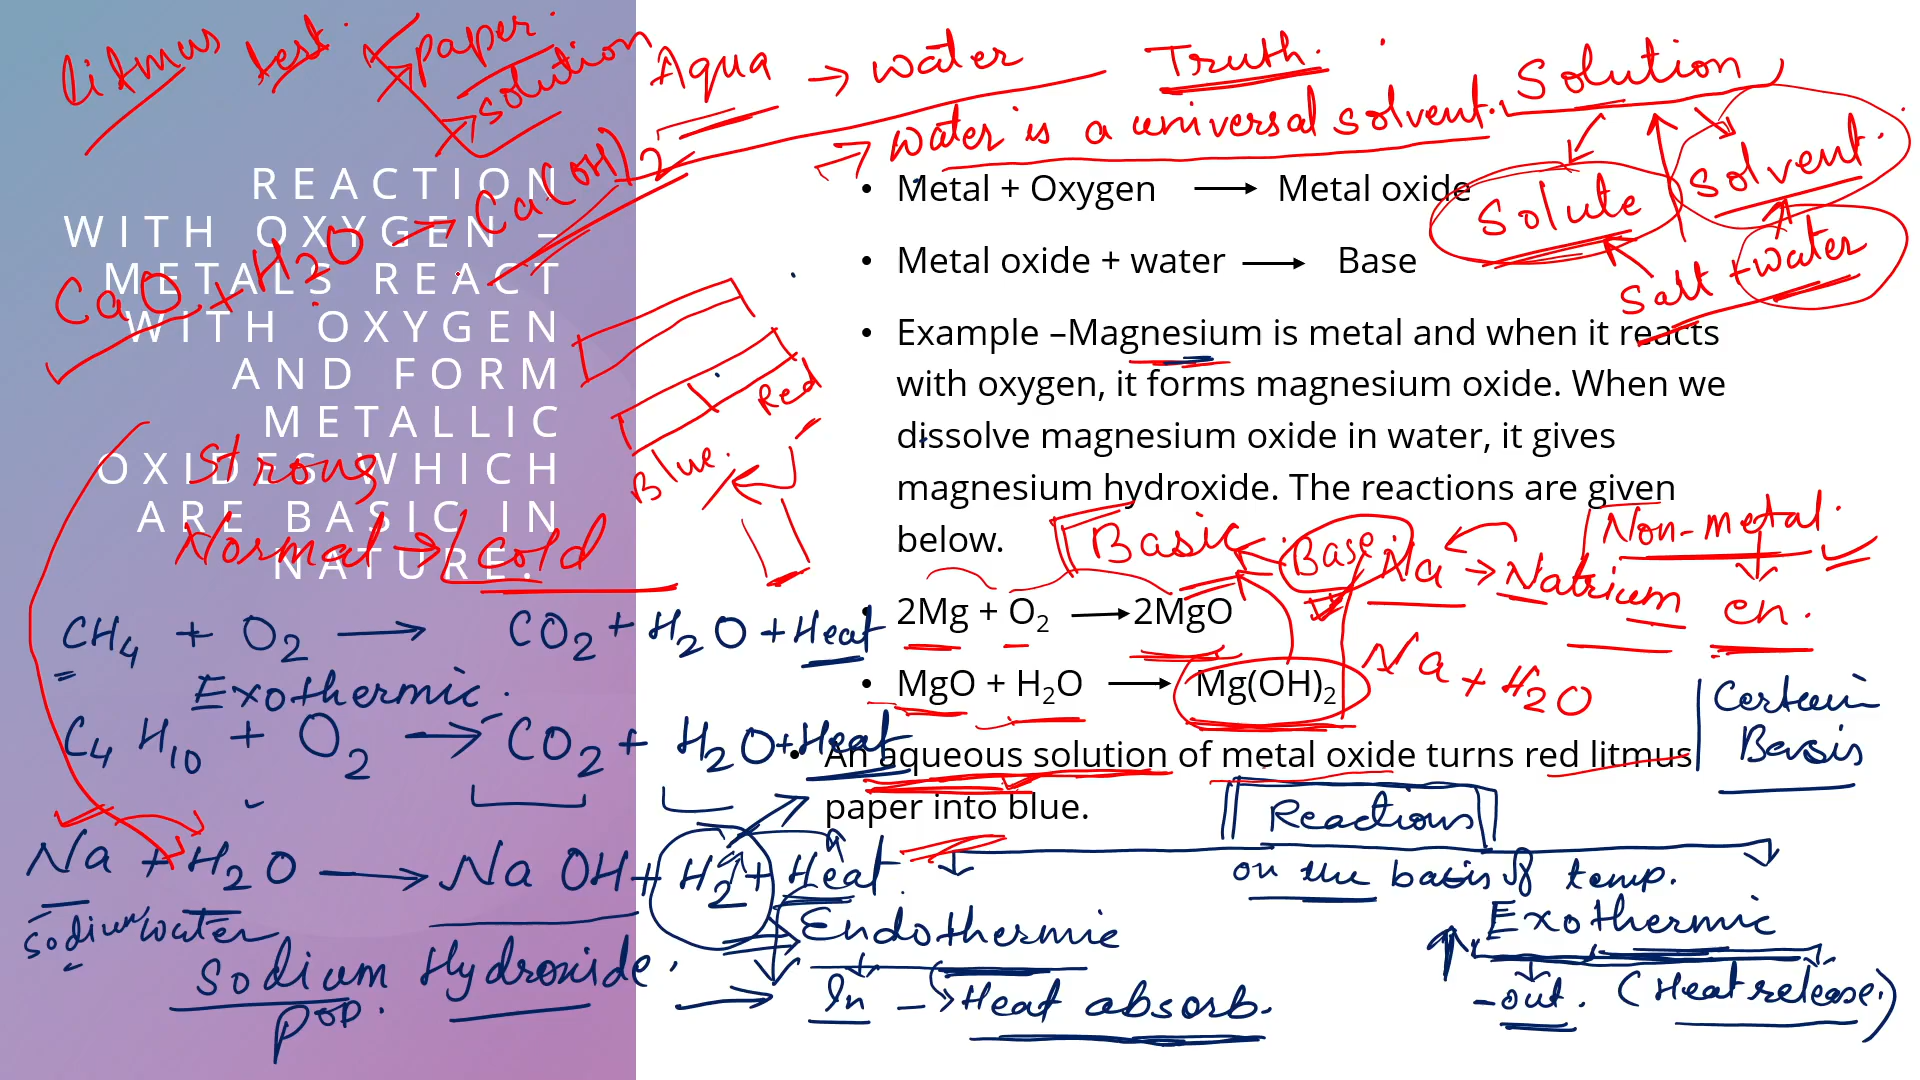 litmus test. paper. solution
Aqua → water
Truth.
Solution
→ water is a universal solvent.
Solute
Solvent.
Salt + water
REACTION
WITH OXYGEN –
METALS REACT
WITH OXYGEN
AND FORM
METALLIC
OXIDES WHICH
ARE BASIC IN
NATURE.
CaO + H2O → Ca(OH)2
Red
Blue.
Strong
Normal → cold
• Metal + Oxygen ⟶ Metal oxide
• Metal oxide + water ⟶ Base
• Example –Magnesium is metal and when it reacts
with oxygen, it forms magnesium oxide. When we
dissolve magnesium oxide in water, it gives
magnesium hydroxide. The reactions are given
below.
Basic
Base
Na → Natrium
Non-metal.
en.
• 2Mg + O₂ ⟶ 2MgO
• MgO + H₂O ⟶ Mg(OH)₂
Na + H2O
• An aqueous solution of metal oxide turns red litmus
paper into blue.
CH4 + O2 → CO2 + H2O + Heat
Exothermic.
C4 H10 + O2 → CO2 + H2O + Heat
Na + H2O → NaOH + H2↑ + Heat
sodium water
Sodium Hydroxide.
pop.
Certain
Basis
Reactions
on the basis of temp.
Endothermic
Exothermic
In → Heat absorb.
-out. (Heat release.)